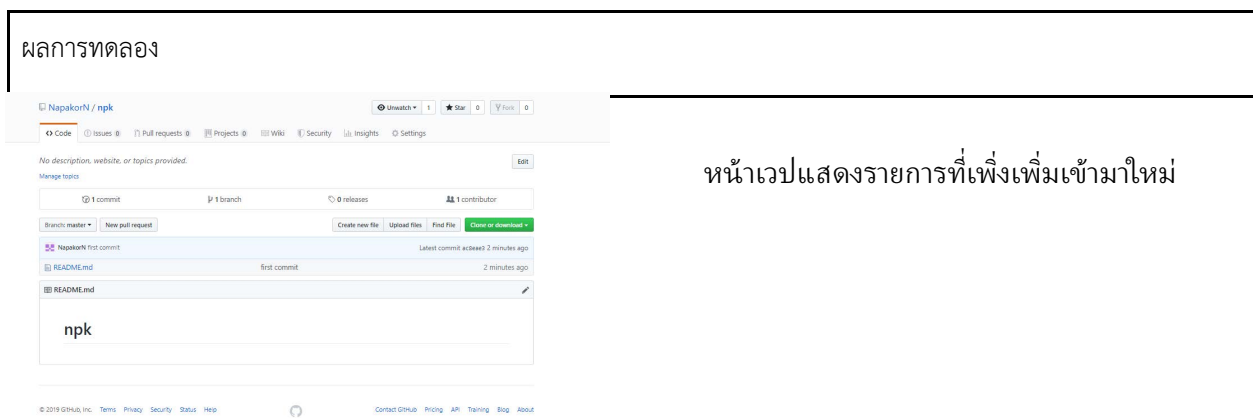 ผลการทดลอง
NapakorN / npk
Unwatch 1 Star 0 Fork 0
Code Issues 0 Pull requests 0 Projects 0 Wiki Security Insights Settings
No description, website, or topics provided. Edit
Manage topics
1 commit 1 branch 0 releases 1 contributor
Branch: master New pull request Create new file Upload files Find File Clone or download
NapakorN first commit Latest commit 2 minutes ago
README.md first commit 2 minutes ago
README.md
npk
© 2019 GitHub, Inc. Terms Privacy Security Status Help Contact GitHub Pricing API Training Blog About
หน้าเวปแสดงรายการที่เพิ่งเพิ่มเข้ามาใหม่